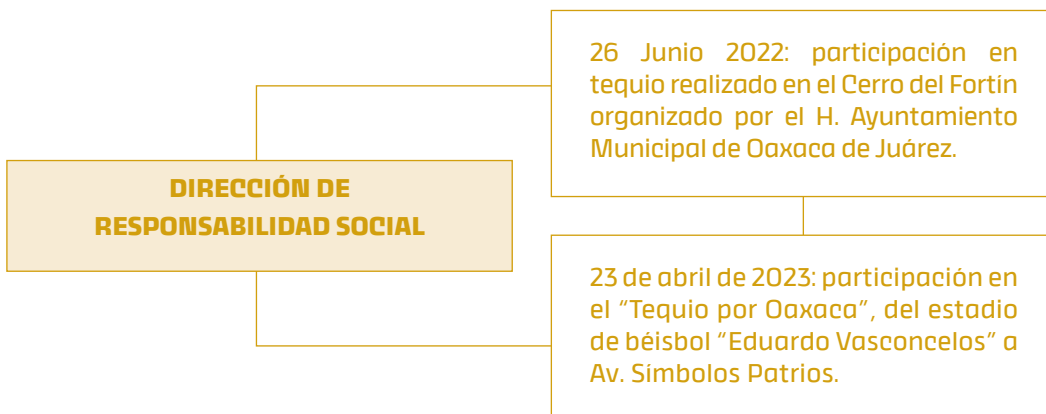 26 Junio 2022: participación en
tequio realizado en el Cerro del Fortín
organizado por el H. Ayuntamiento
Municipal de Oaxaca de Juárez.
DIRECCIÓN DE
RESPONSABILIDAD SOCIAL
23 de abril de 2023: participación en
el "Tequio por Oaxaca", del estadio
de béisbol "Eduardo Vasconcelos" a
Av. Símbolos Patrios.